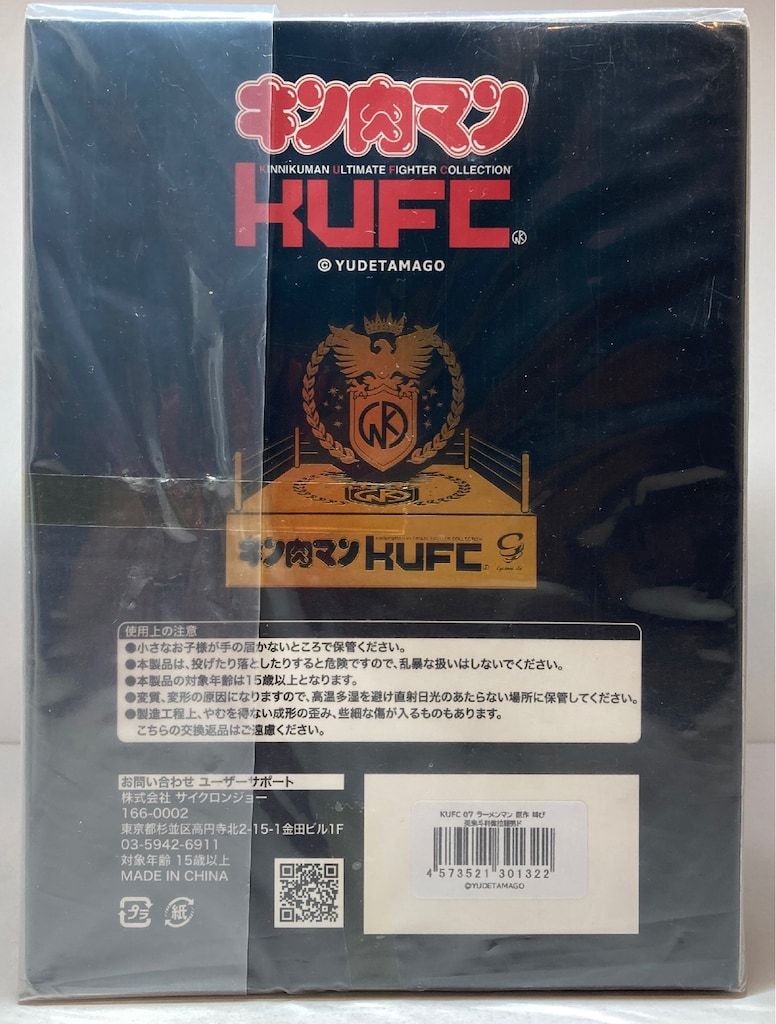 キン肉マン
KINNIKUMAN ULTIMATE FIGHTER COLLECTION
KUFC
© YUDETAMAGO
キン肉マン KUFC
使用上の注意
●小さなお子様が手の届かないところで保管ください。
●本製品は、投げたり落としたりすると危険ですので、乱暴な扱いはしないでください。
●本製品の対象年齢は15歳以上となります。
●変質、変形の原因になりますので、高温多湿を避け直射日光のあたらない場所に保管してください。
●製造工程上、やむを得ない成形の歪み、些細な傷が入るものもあります。
こちらの交換返品はご遠慮ください。
お問い合わせ ユーザーサポート
株式会社 サイクロンジョー
166-0002
東京都杉並区高円寺北2-15-1金田ビル1F
03-5942-6911
対象年齢 15歳以上
MADE IN CHINA
プラ
紙
KUFC 07 ラーメンマン 原作
4 573521 301322
©YUDETAMAGO